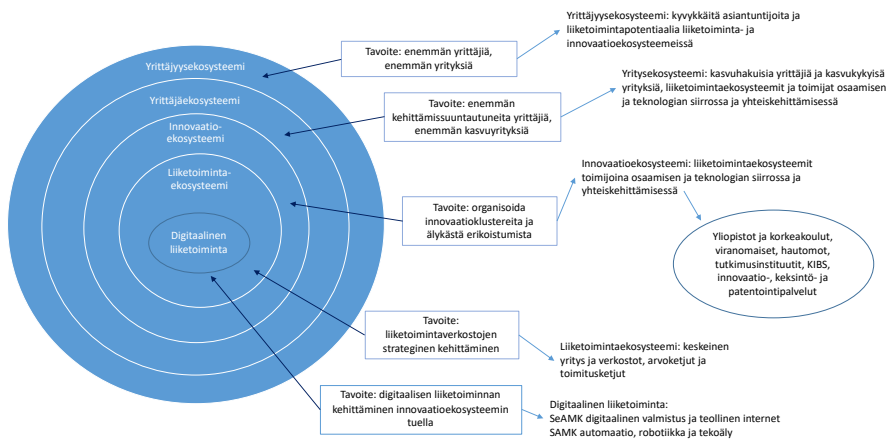 Yrittäjyysekosysteemi
Yrittäjäekosysteemi
Innovaatio-
ekosysteemi
Liiketoiminta-
ekosysteemi
Digitaalinen
liiketoiminta
Tavoite: enemmän yrittäjiä,
enemmän yrityksiä
Yrittäjyysekosysteemi: kyvykkäitä asiantuntijoita ja
liiketoimintapotentiaalia liiketoiminta- ja
innovaatioekosysteemeissä
Tavoite: enemmän
kehittämissuuntautuneita yrittäjiä,
enemmän kasvuyrityksiä
Yritysekosysteemi: kasvuhakuisia yrittäjiä ja kasvukykyisä
yrityksiä, liiketoimintaekosysteemit ja toimijat osaamisen
ja teknologian siirrossa ja yhteiskehittämisessä
Tavoite: organisoida
innovaatioklustereita ja
älykästä erikoistumista
Innovaatioekosysteemi: liiketoimintaekosysteemit
toimijoina osaamisen ja teknologian siirrossa ja
yhteiskehittämisessä
Yliopistot ja korkeakoulut,
viranomaiset, hautomot,
tutkimusinstituutit, KIBS,
innovaatio-, keksintö- ja
patentointipalvelut
Tavoite:
liiketoimintaverkostojen
strateginen kehittäminen
Liiketoimintaekosysteemi: keskeinen
yritys ja verkostot, arvoketjut ja
toimitusketjut
Tavoite: digitaalisen liiketoiminnan
kehittäminen innovaatioekosysteemin
tuella
Digitaalinen liiketoiminta:
SeAMK digitaalinen valmistus ja teollinen internet
SAMK automaatio, robotiikka ja tekoäly